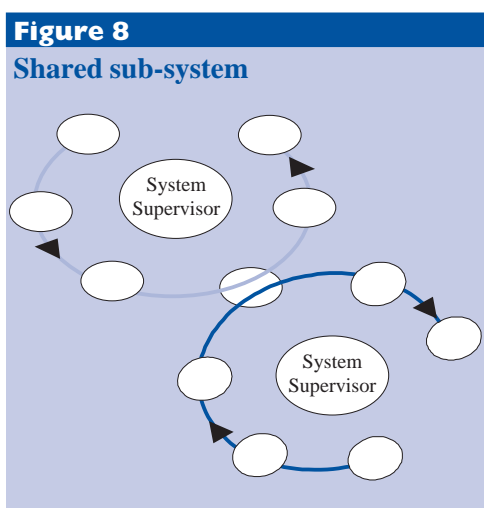 Figure 8
Shared sub-system
System
Supervisor
System
Supervisor